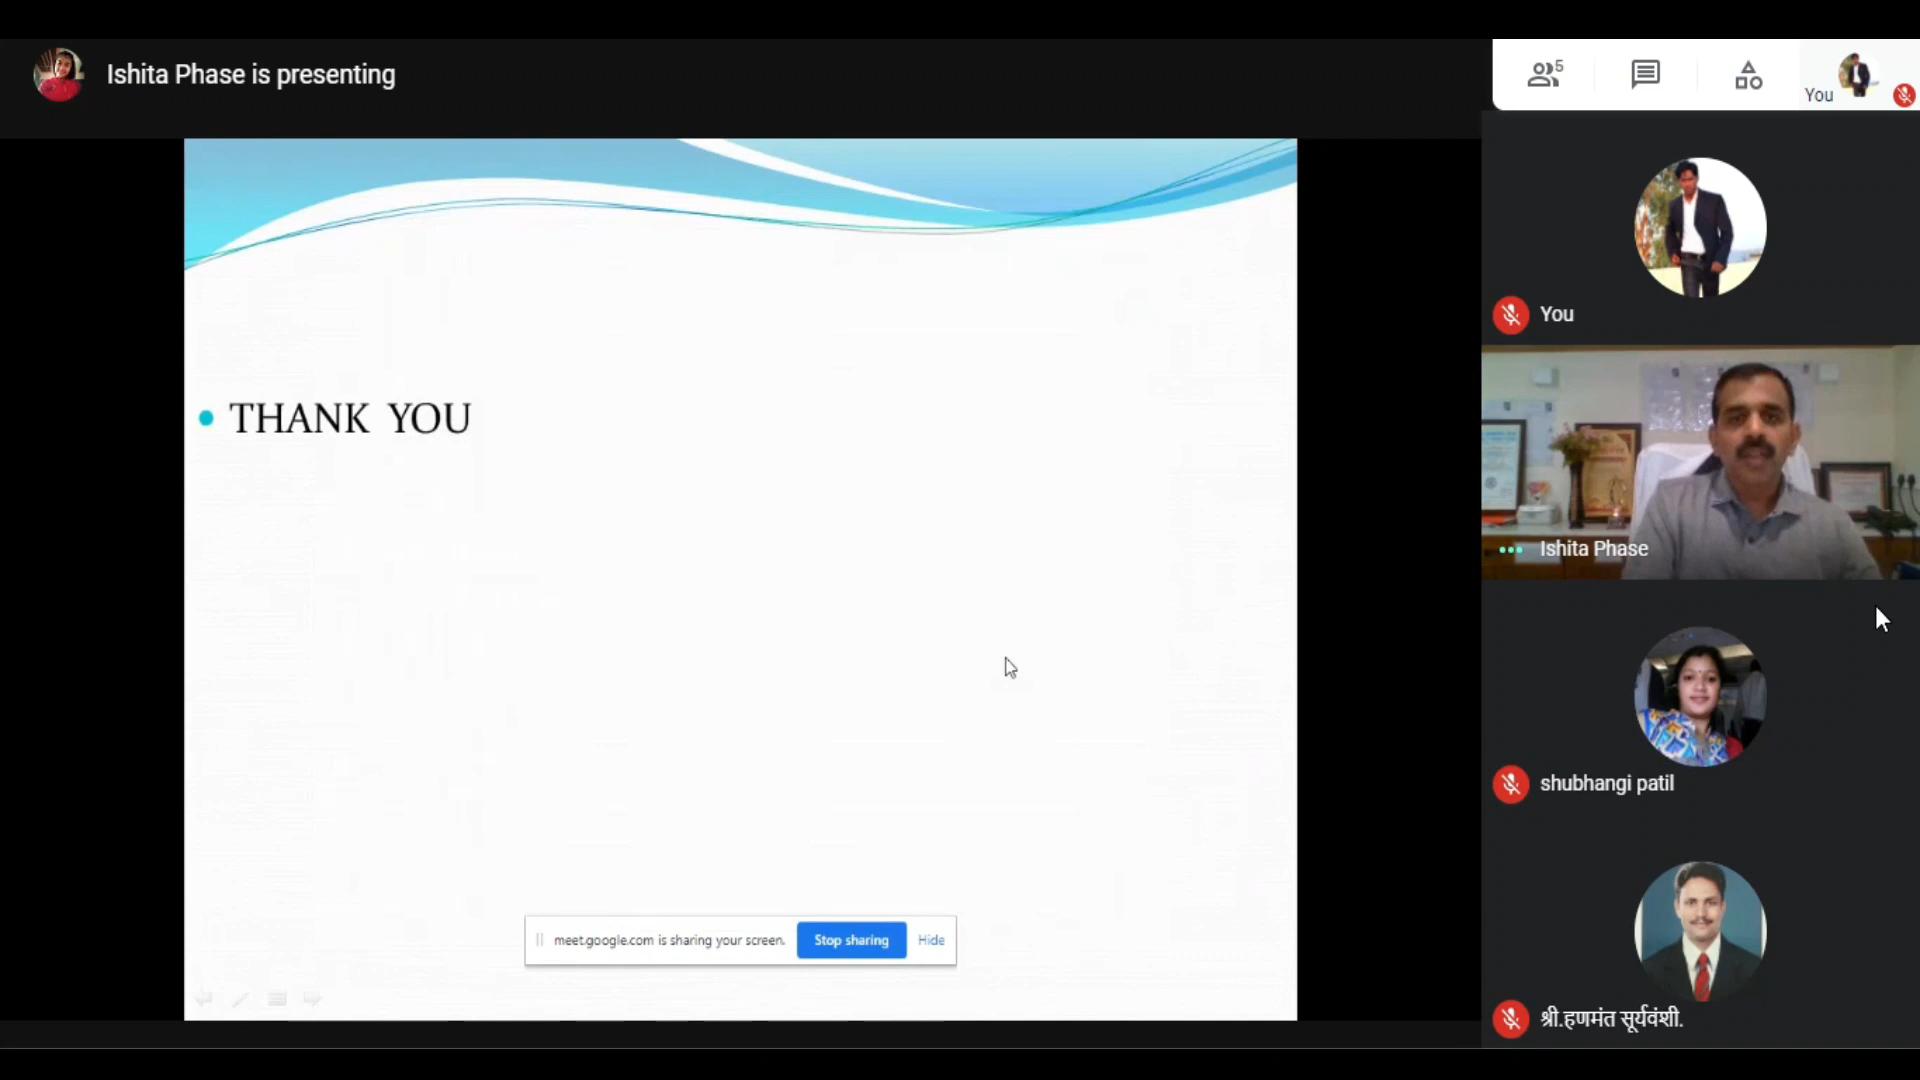 Ishita Phase is presenting
5
You
You
THANK YOU
Ishita Phase
shubhangi patil
meet.google.com is sharing your screen. Stop sharing Hide
श्री.हणमंत सूर्यवंशी.